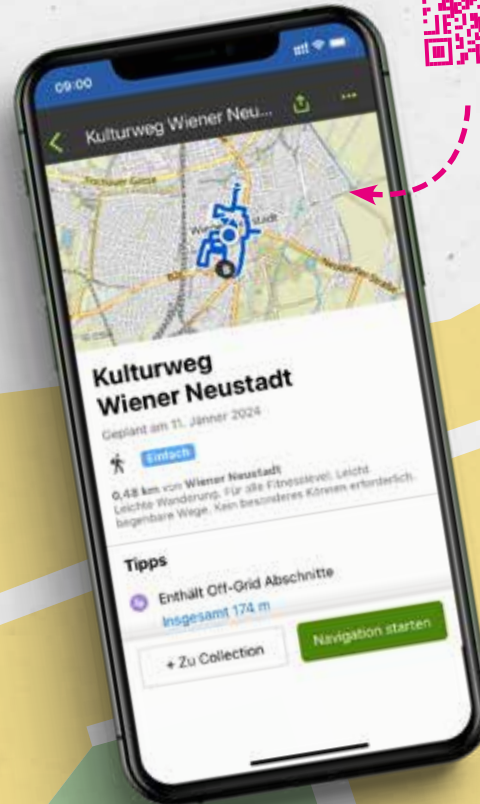 09:00
Kulturweg Wiener Neu...
Kulturweg
Wiener Neustadt
Geplant am 11. Jänner 2024
Einfach
0,48 km von Wiener Neustadt
Leichte Wanderung. Für alle Fitnesslevel. Leicht
begehbare Wege. Kein besonderes Können erforderlich.
Tipps
Enthält Off-Grid Abschnitte
Insgesamt 174 m
+ Zu Collection
Navigation starten